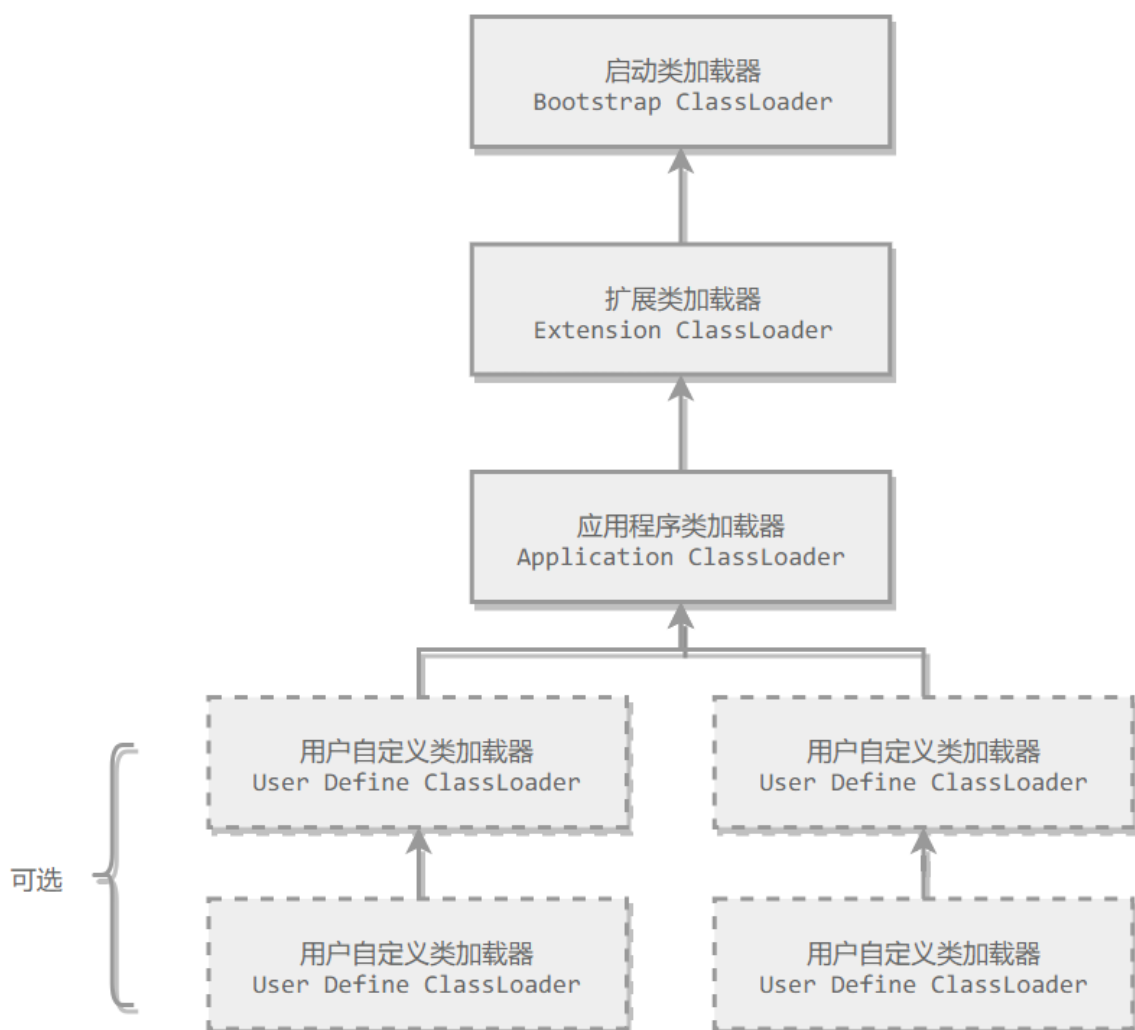 启动类加载器
Bootstrap ClassLoader
扩展类加载器
Extension ClassLoader
应用程序类加载器
Application ClassLoader
用户自定义类加载器
User Define ClassLoader
用户自定义类加载器
User Define ClassLoader
可选
用户自定义类加载器
User Define ClassLoader
用户自定义类加载器
User Define ClassLoader